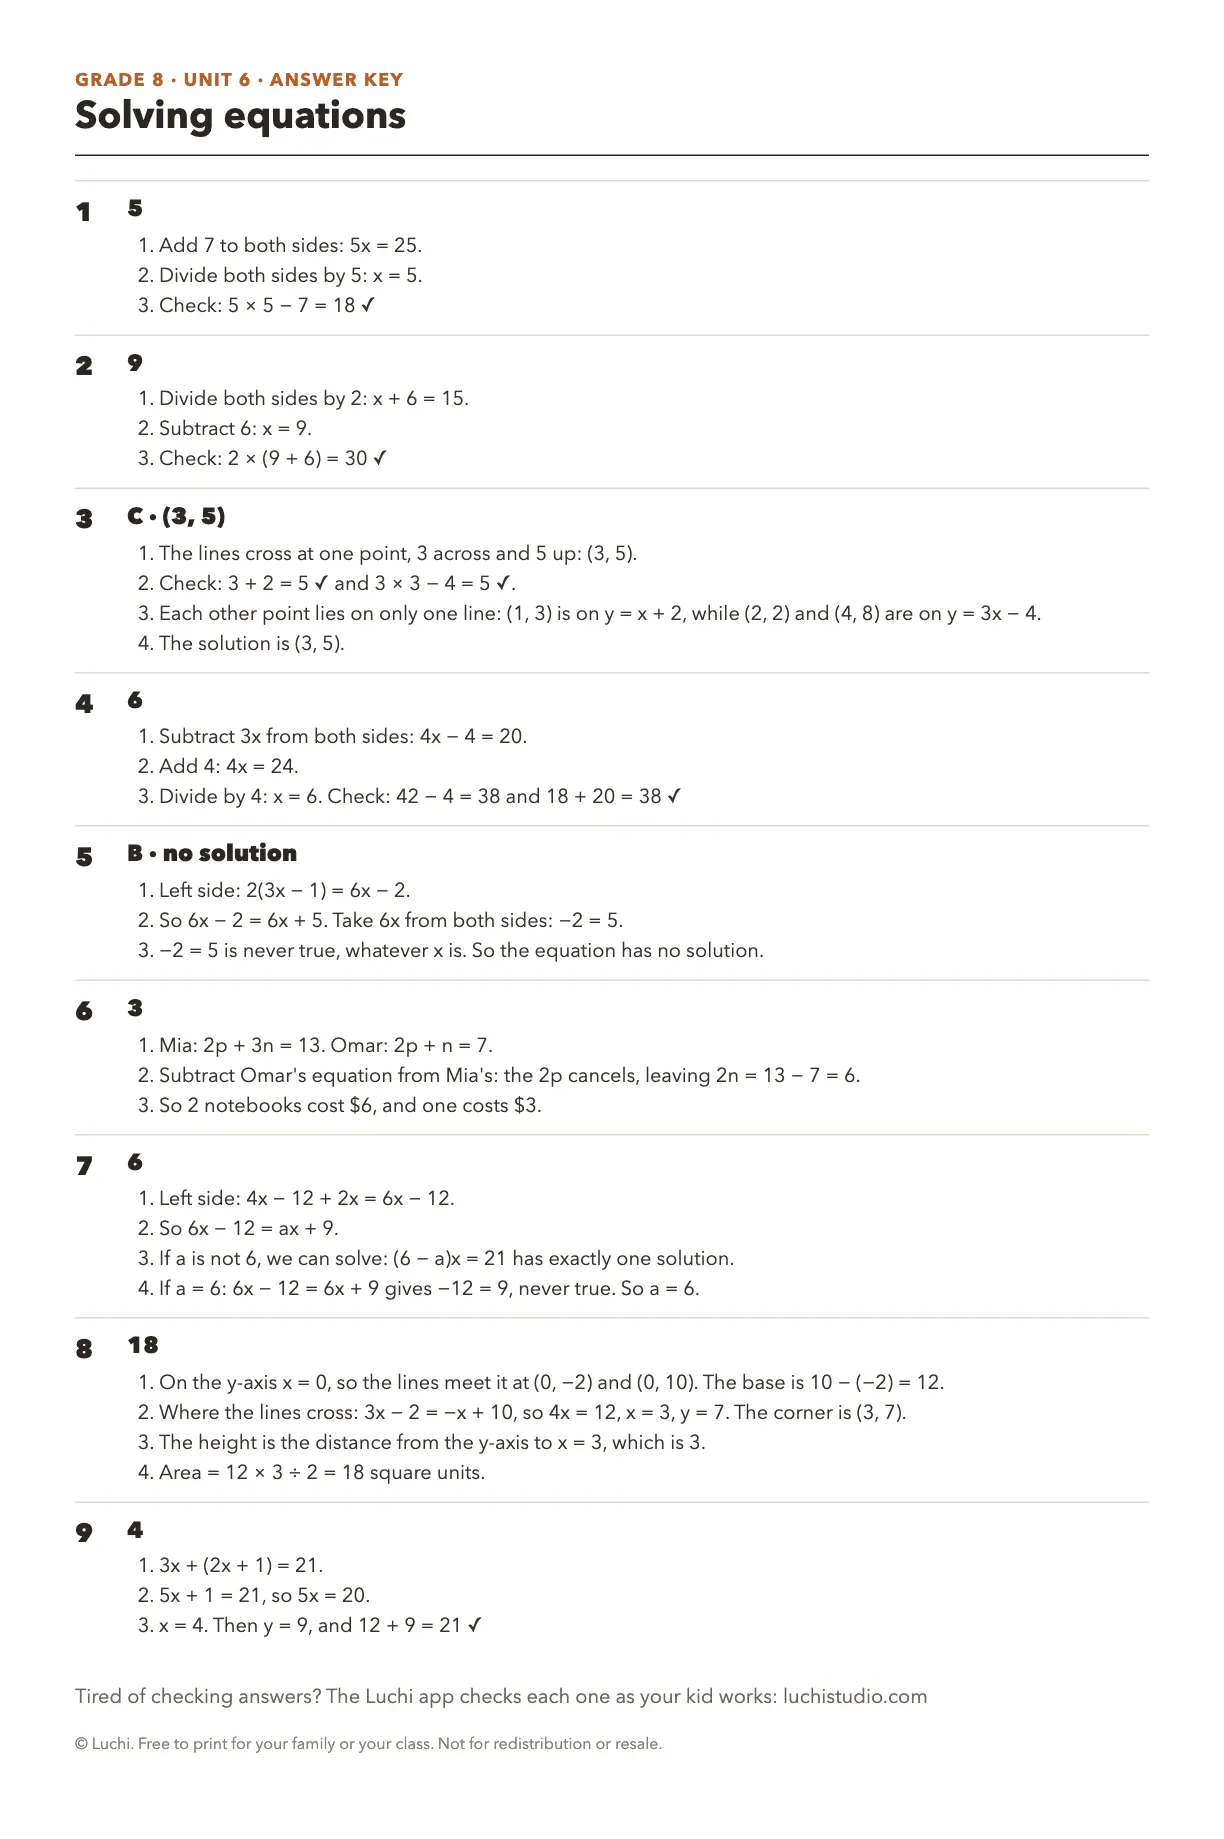 GRADE 8 · UNIT 6 · ANSWER KEY
Solving equations
1 5
1. Add 7 to both sides: 5x = 25.
2. Divide both sides by 5: x = 5.
3. Check: 5 × 5 − 7 = 18 ✓
2 9
1. Divide both sides by 2: x + 6 = 15.
2. Subtract 6: x = 9.
3. Check: 2 × (9 + 6) = 30 ✓
3 C · (3, 5)
1. The lines cross at one point, 3 across and 5 up: (3, 5).
2. Check: 3 + 2 = 5 ✓ and 3 × 3 − 4 = 5 ✓.
3. Each other point lies on only one line: (1, 3) is on y = x + 2, while (2, 2) and (4, 8) are on y = 3x − 4.
4. The solution is (3, 5).
4 6
1. Subtract 3x from both sides: 4x − 4 = 20.
2. Add 4: 4x = 24.
3. Divide by 4: x = 6. Check: 42 − 4 = 38 and 18 + 20 = 38 ✓
5 B · no solution
1. Left side: 2(3x − 1) = 6x − 2.
2. So 6x − 2 = 6x + 5. Take 6x from both sides: −2 = 5.
3. −2 = 5 is never true, whatever x is. So the equation has no solution.
6 3
1. Mia: 2p + 3n = 13. Omar: 2p + n = 7.
2. Subtract Omar's equation from Mia's: the 2p cancels, leaving 2n = 13 − 7 = 6.
3. So 2 notebooks cost $6, and one costs $3.
7 6
1. Left side: 4x − 12 + 2x = 6x − 12.
2. So 6x − 12 = ax + 9.
3. If a is not 6, we can solve: (6 − a)x = 21 has exactly one solution.
4. If a = 6: 6x − 12 = 6x + 9 gives −12 = 9, never true. So a = 6.
8 18
1. On the y-axis x = 0, so the lines meet it at (0, −2) and (0, 10). The base is 10 − (−2) = 12.
2. Where the lines cross: 3x − 2 = −x + 10, so 4x = 12, x = 3, y = 7. The corner is (3, 7).
3. The height is the distance from the y-axis to x = 3, which is 3.
4. Area = 12 × 3 ÷ 2 = 18 square units.
9 4
1. 3x + (2x + 1) = 21.
2. 5x + 1 = 21, so 5x = 20.
3. x = 4. Then y = 9, and 12 + 9 = 21 ✓
Tired of checking answers? The Luchi app checks each one as your kid works: luchistudio.com
© Luchi. Free to print for your family or your class. Not for redistribution or resale.